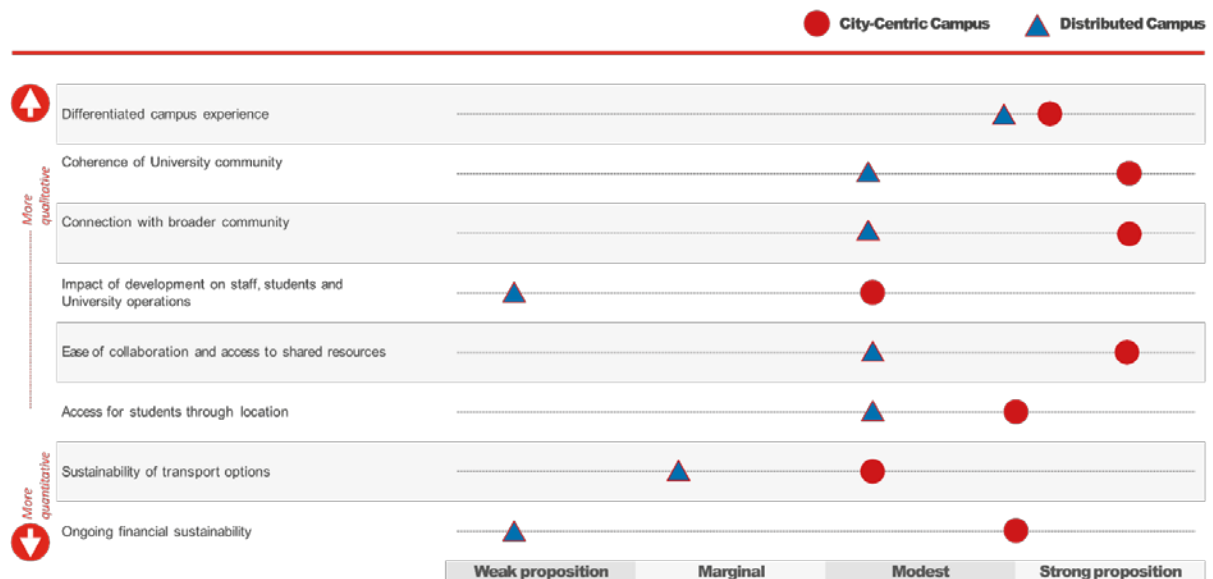 City-Centric Campus
Distributed Campus
Differentiated campus experience
Coherence of University community
More
qualitative
Connection with broader community
Impact of development on staff, students and
University operations
Ease of collaboration and access to shared resources
Access for students through location
Sustainability of transport options
More
quantitative
Ongoing financial sustainability
Weak proposition
Marginal
Modest
Strong proposition